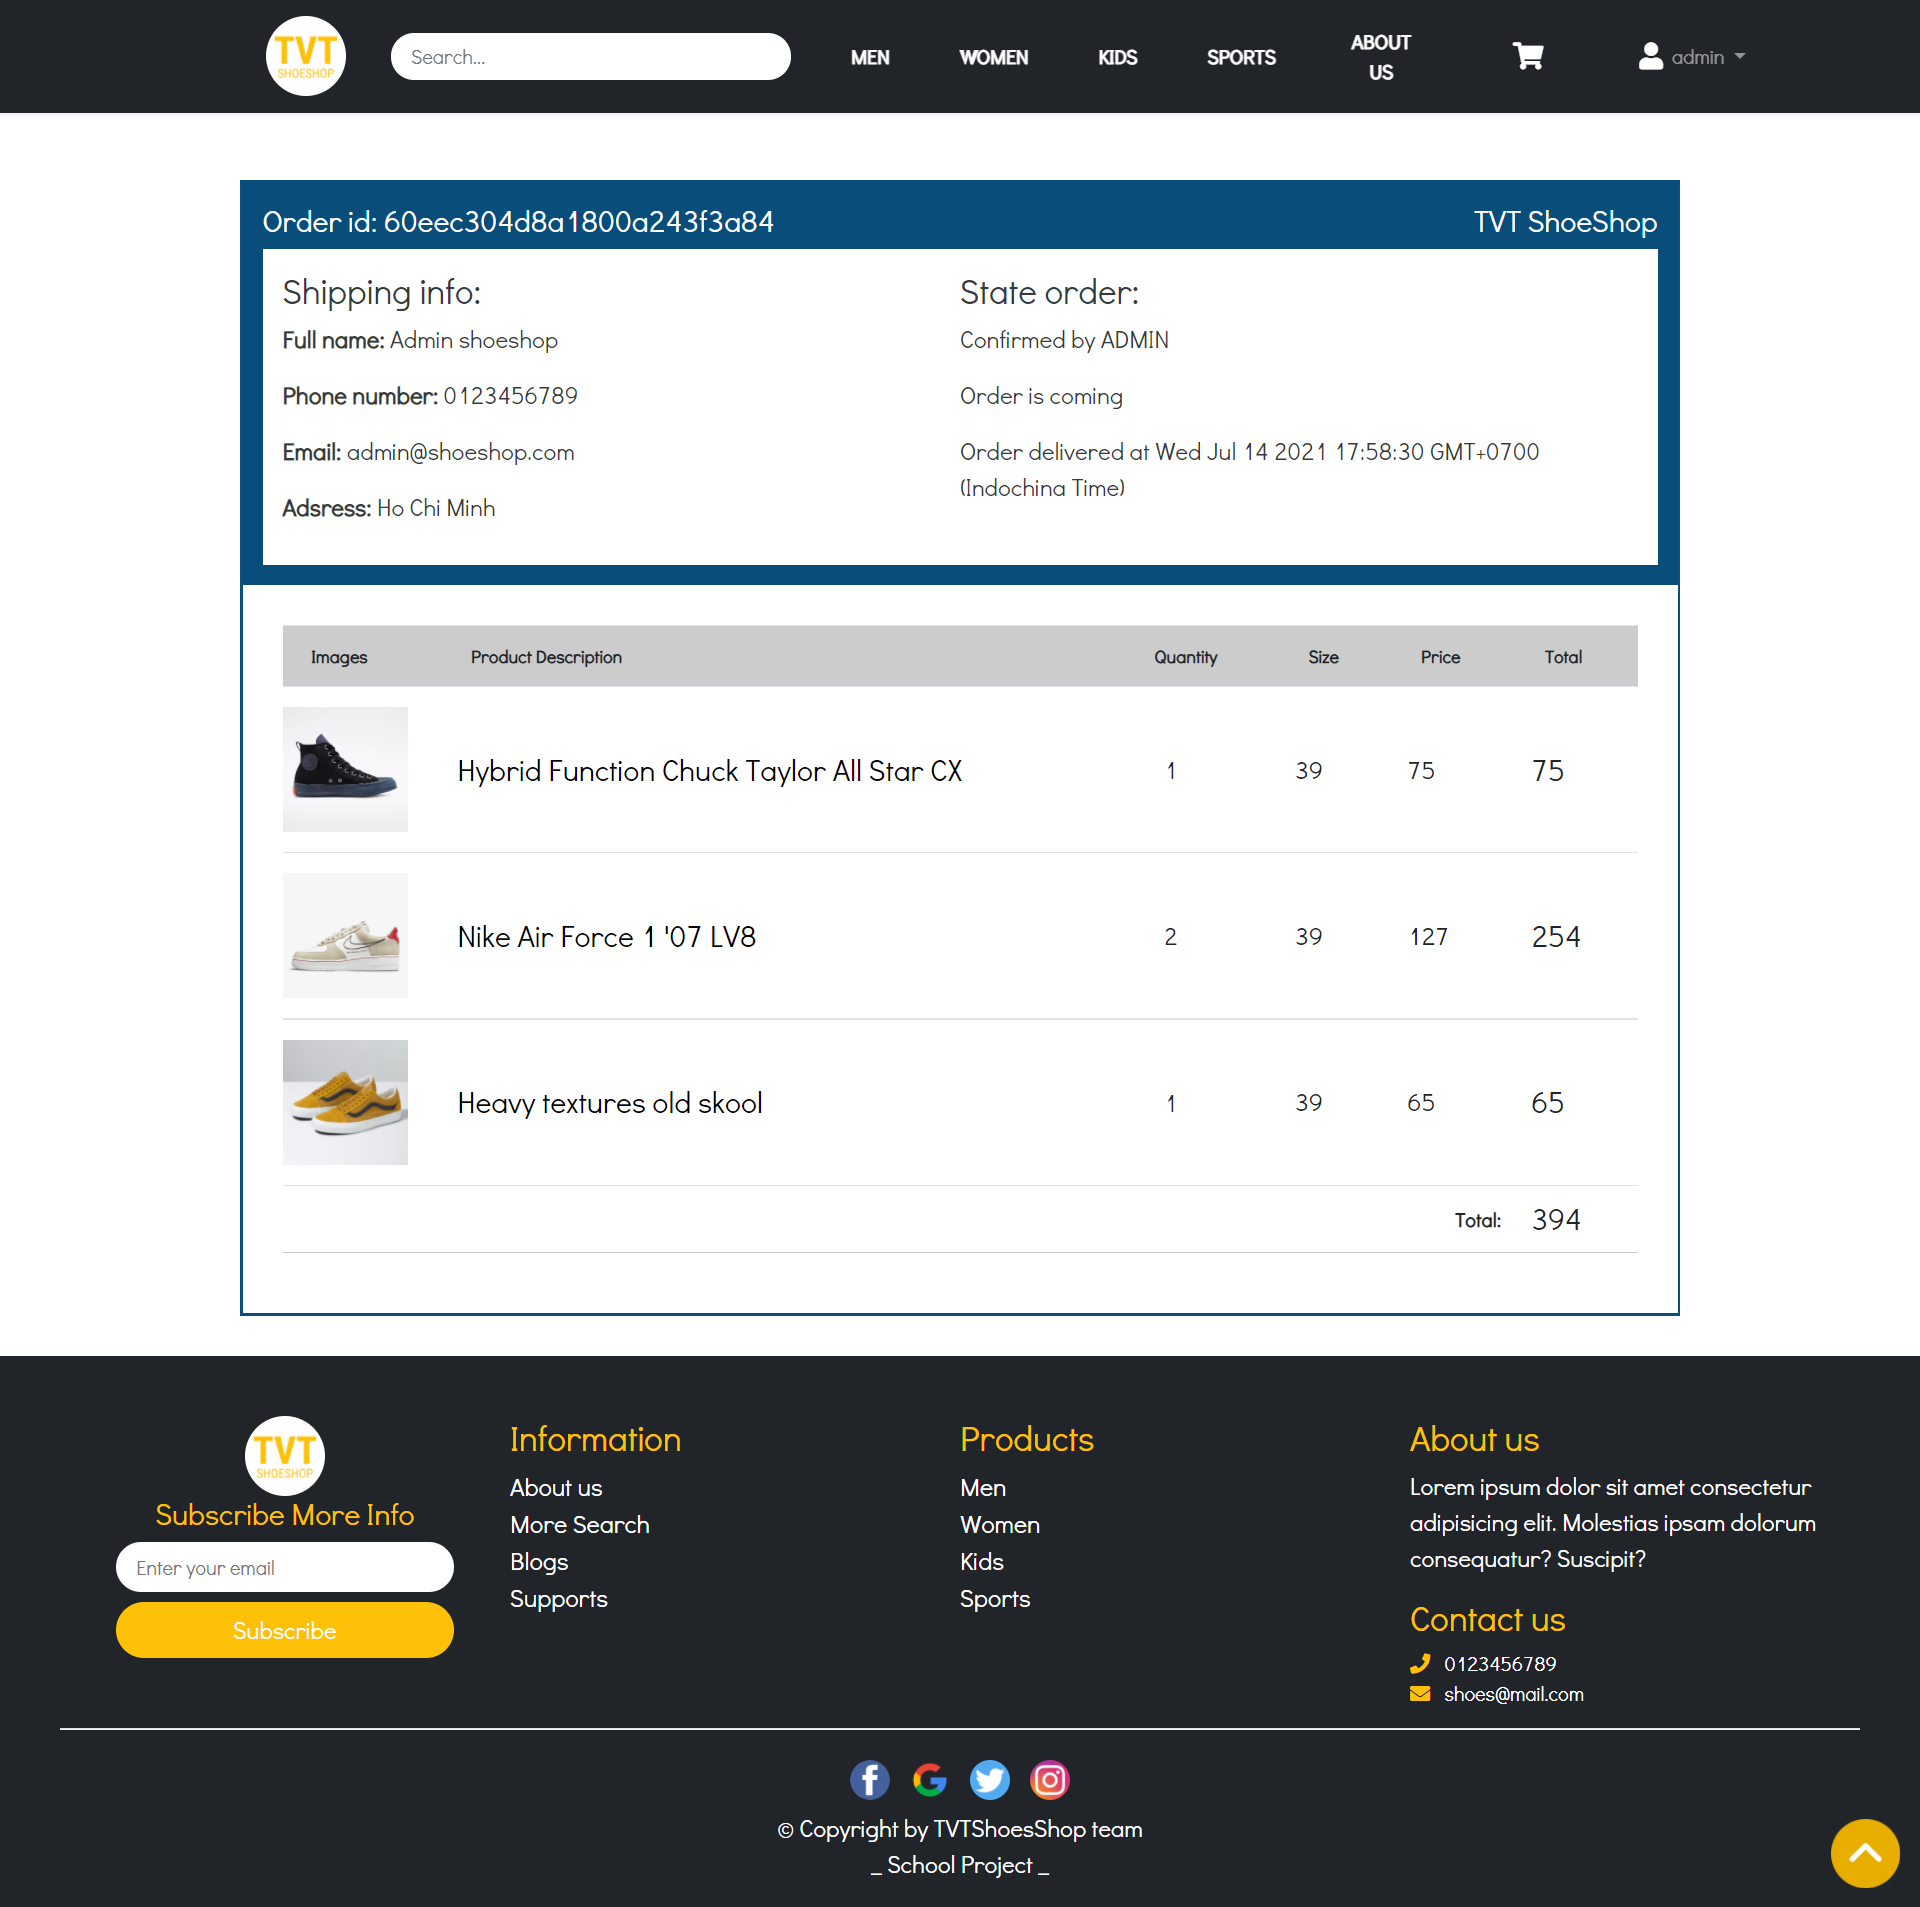 TVT
SHOESHOP
Search...
MEN
WOMEN
KIDS
SPORTS
ABOUT
US
admin
Order id: 60eec304d8a1800a243f3a84
TVT ShoeShop
Shipping info:
Full name: Admin shoeshop
Phone number: 0123456789
Email: admin@shoeshop.com
Adsress: Ho Chi Minh
State order:
Confirmed by ADMIN
Order is coming
Order delivered at Wed Jul 14 2021 17:58:30 GMT+0700
(Indochina Time)
Images Product Description Quantity Size Price Total
Hybrid Function Chuck Taylor All Star CX 1 39 75 75
Nike Air Force 1 '07 LV8 2 39 127 254
Heavy textures old skool 1 39 65 65
Total: 394
TVT
SHOESHOP
Subscribe More Info
Enter your email
Subscribe
Information
About us
More Search
Blogs
Supports
Products
Men
Women
Kids
Sports
About us
Lorem ipsum dolor sit amet consectetur
adipisicing elit. Molestias ipsam dolorum
consequatur? Suscipit?
Contact us
0123456789
shoes@mail.com
© Copyright by TVTShoesShop team
_ School Project _